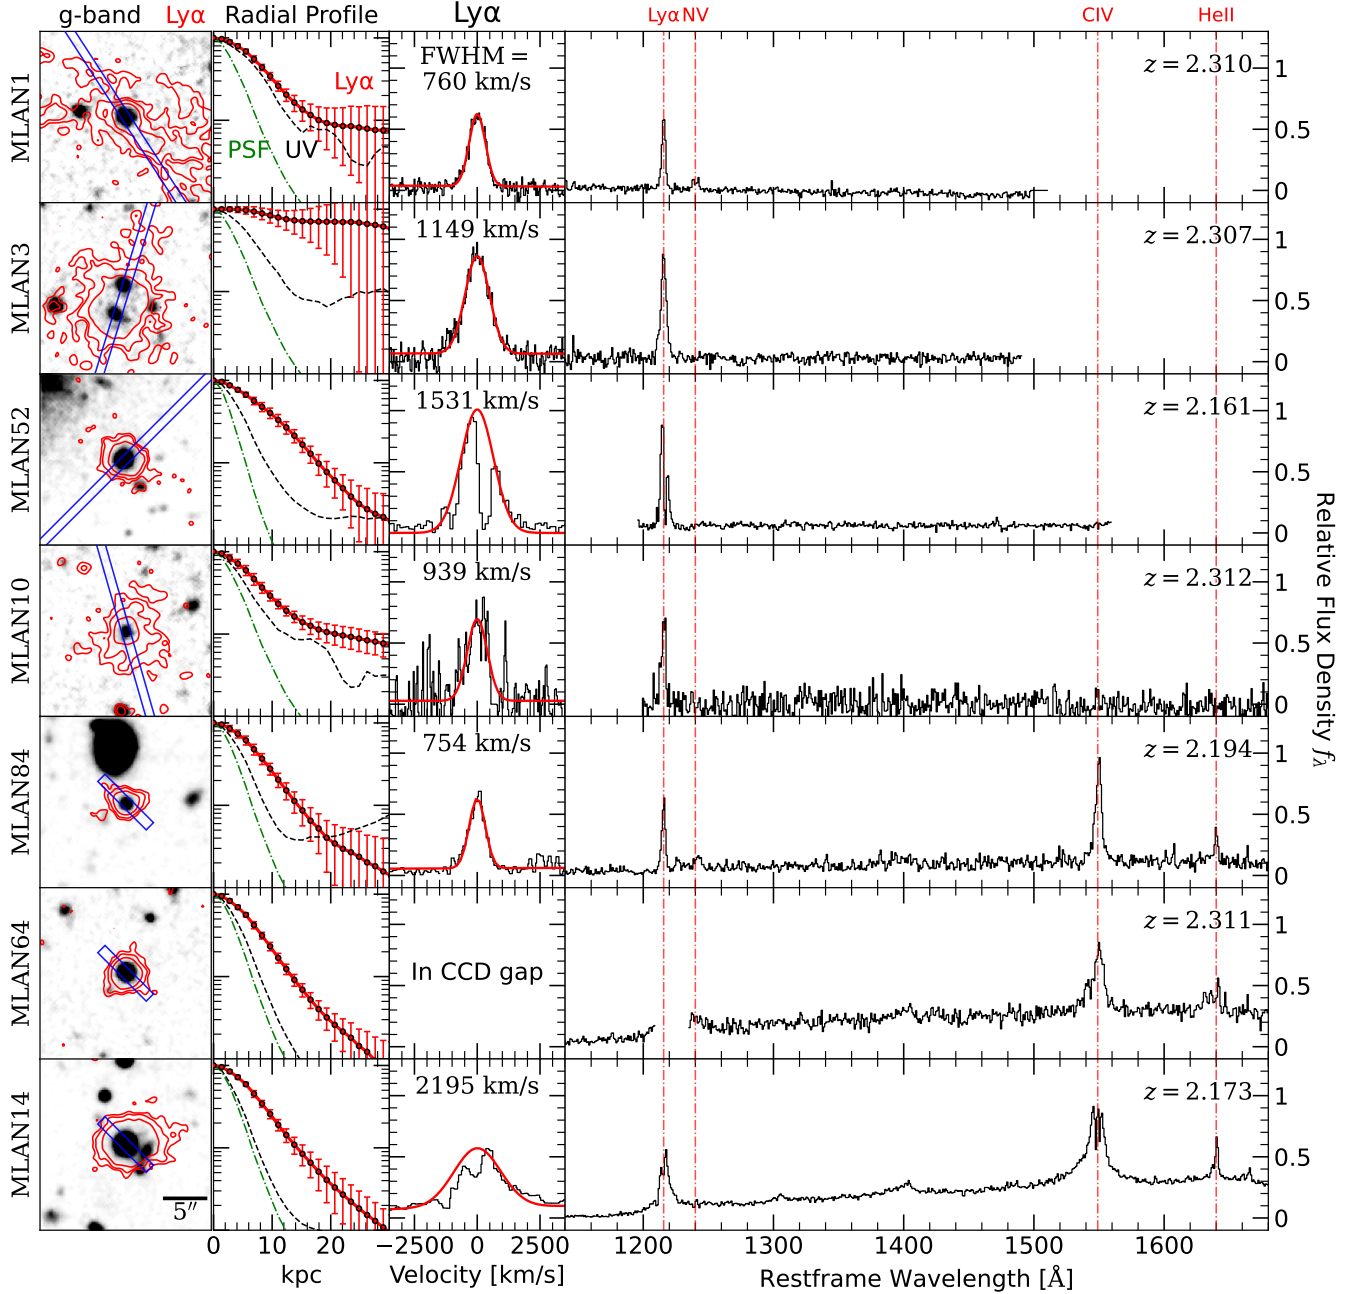 g-band Lyα Radial Profile Lyα Lyα NV CIV HeII
MLAN1
PSF UV Lyα
FWHM =
760 km/s
z = 2.310
1
0.5
0
MLAN3
1149 km/s
z = 2.307
1
0.5
0
MLAN52
1531 km/s
z = 2.161
1
0.5
0
MLAN10
939 km/s
z = 2.312
1
0.5
0
MLAN84
754 km/s
z = 2.194
1
0.5
0
MLAN64
In CCD gap
z = 2.311
1
0.5
0
MLAN14
5″
2195 km/s
z = 2.173
1
0.5
0
Relative Flux Density fλ
0 10 20
kpc
−2500 0 2500
Velocity [km/s]
1200 1300 1400 1500 1600
Restframe Wavelength [Å]